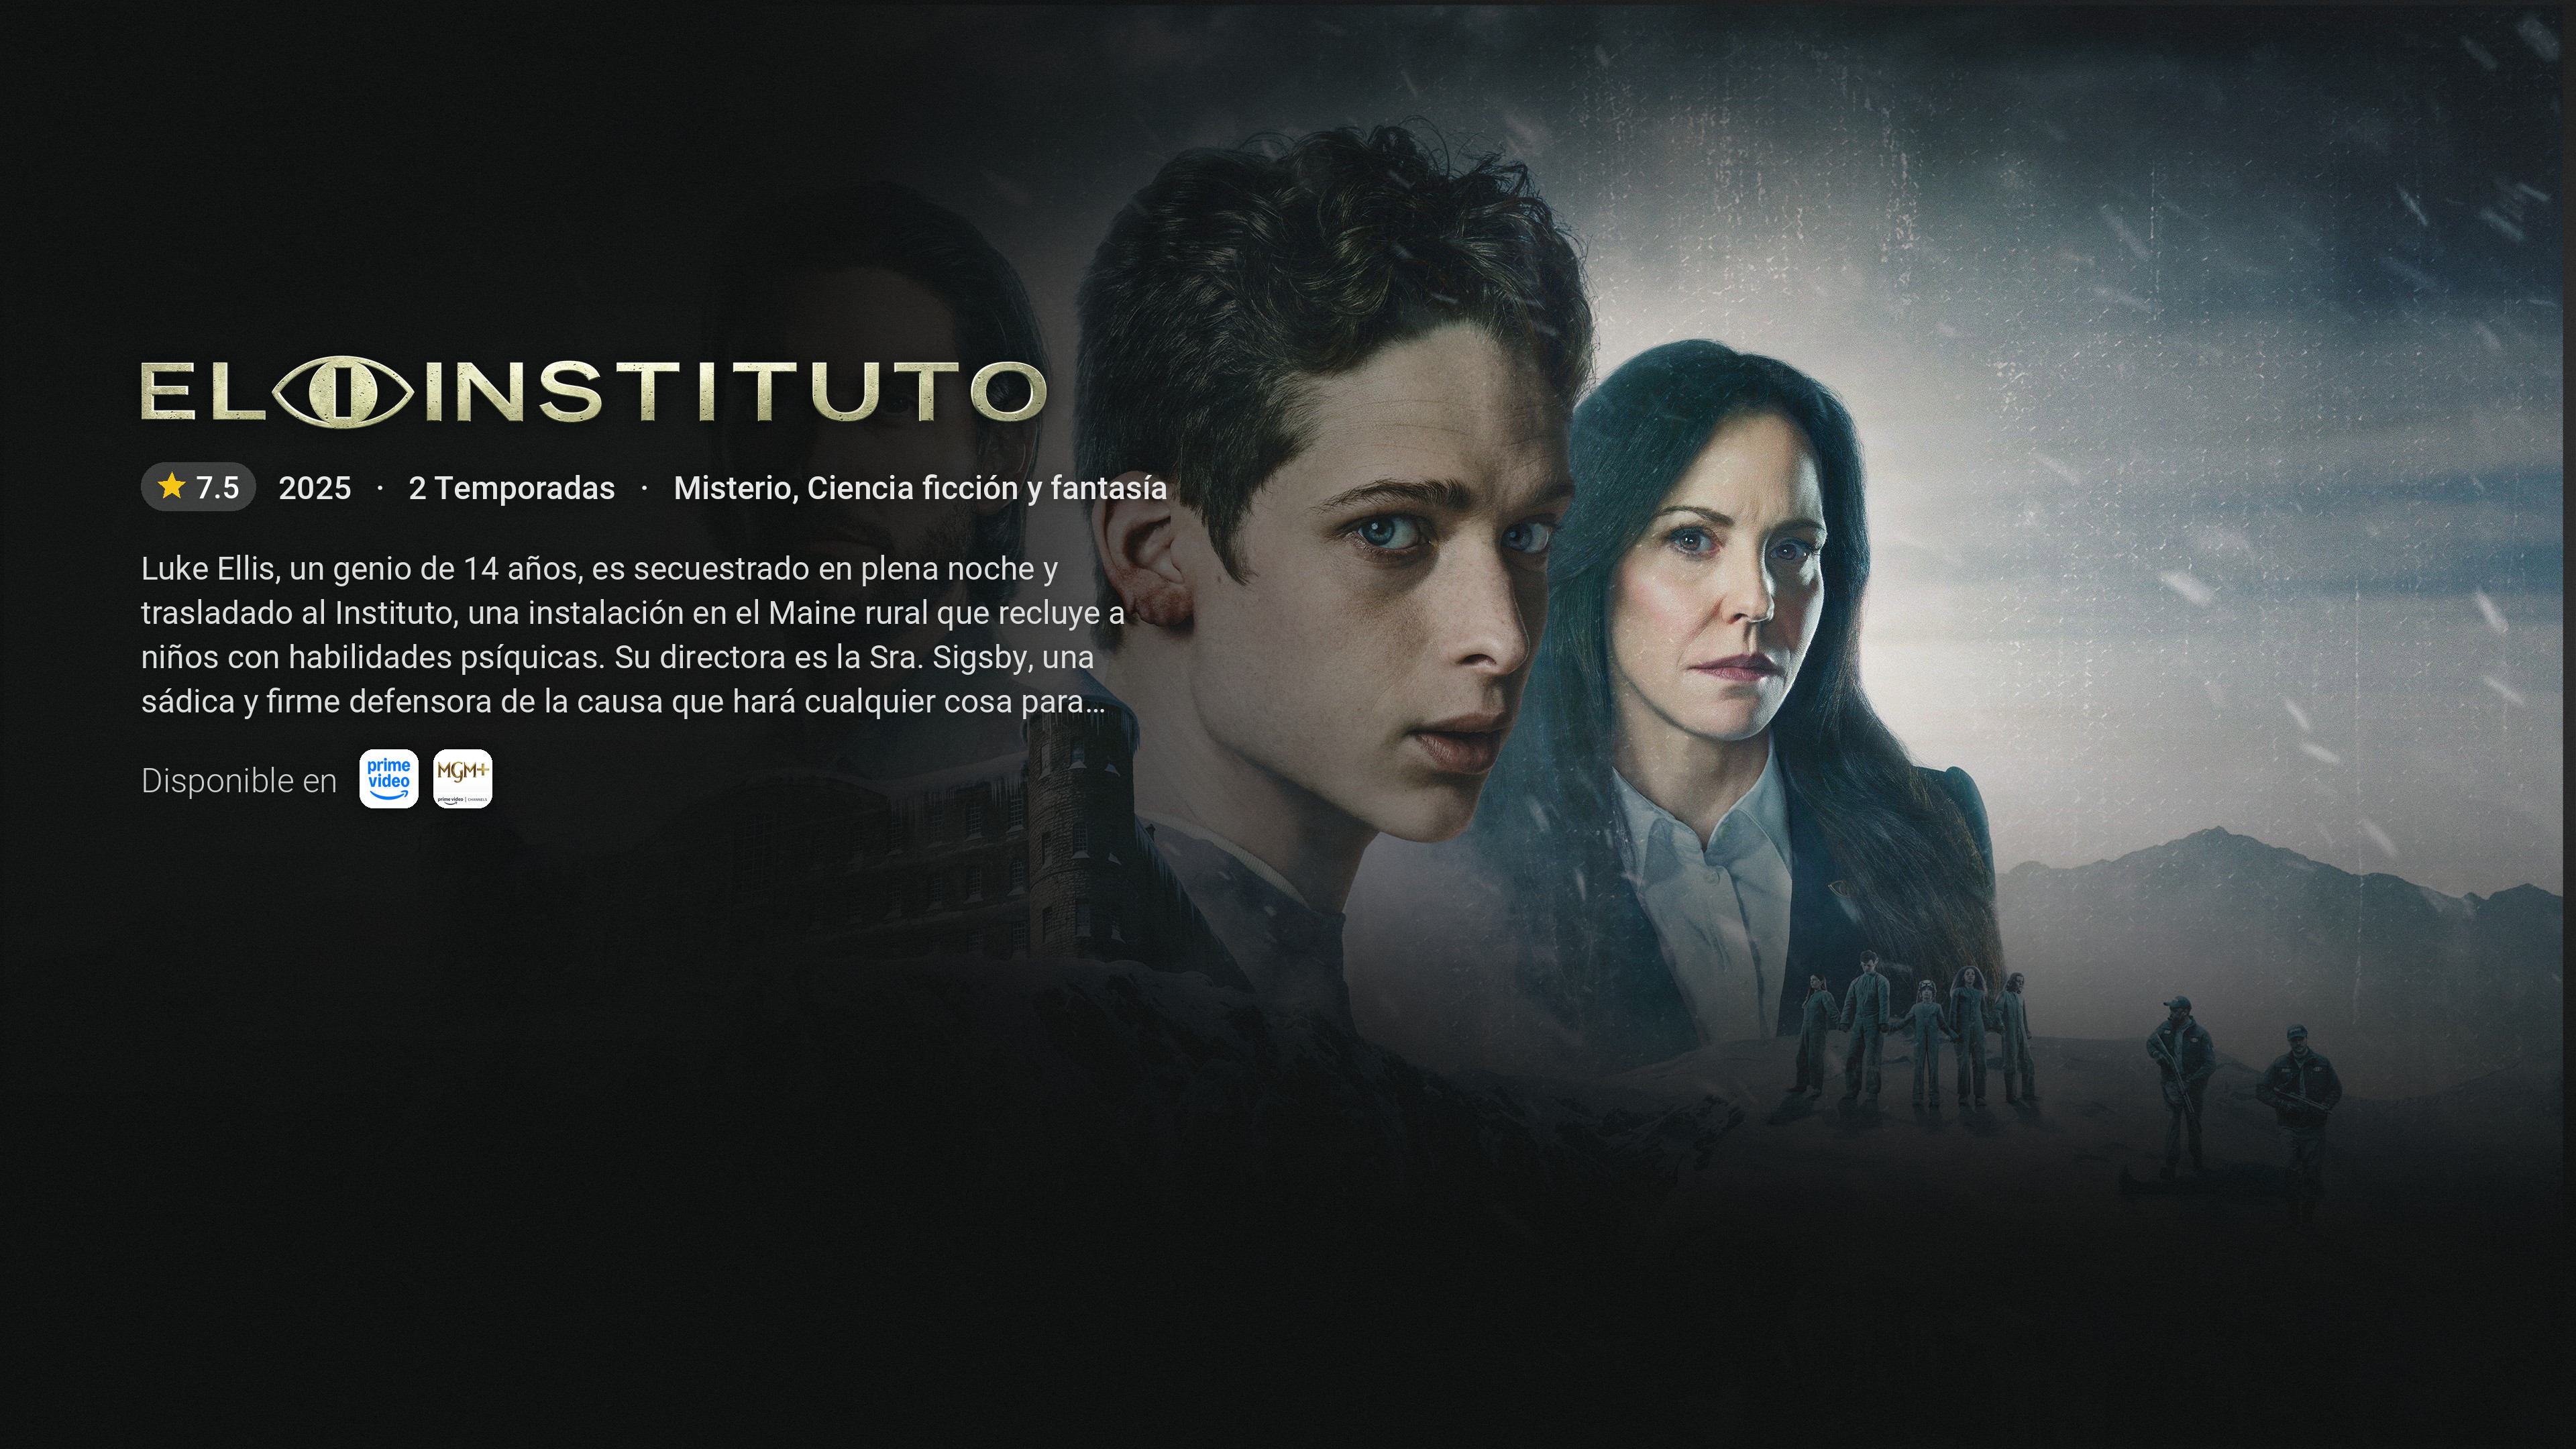 EL INSTITUTO
7.5 2025 · 2 Temporadas · Misterio, Ciencia ficción y fantasía
Luke Ellis, un genio de 14 años, es secuestrado en plena noche y
trasladado al Instituto, una instalación en el Maine rural que recluye a
niños con habilidades psíquicas. Su directora es la Sra. Sigsby, una
sádica y firme defensora de la causa que hará cualquier cosa para…
Disponible en
prime
video
MGM+
prime video | CHANNELS